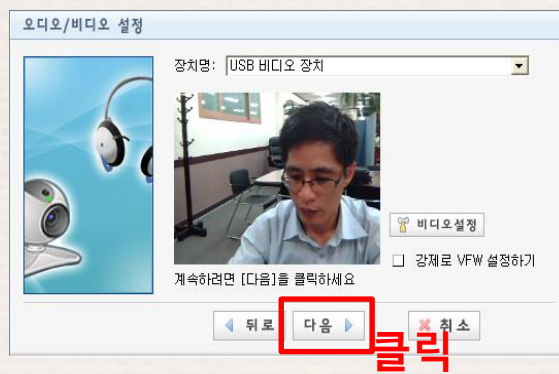 오디오/비디오 설정
장치명: USB 비디오 장치
비디오설정
강제로 VFW 설정하기
계속하려면 [다음]을 클릭하세요
뒤로 다음 취소
클릭